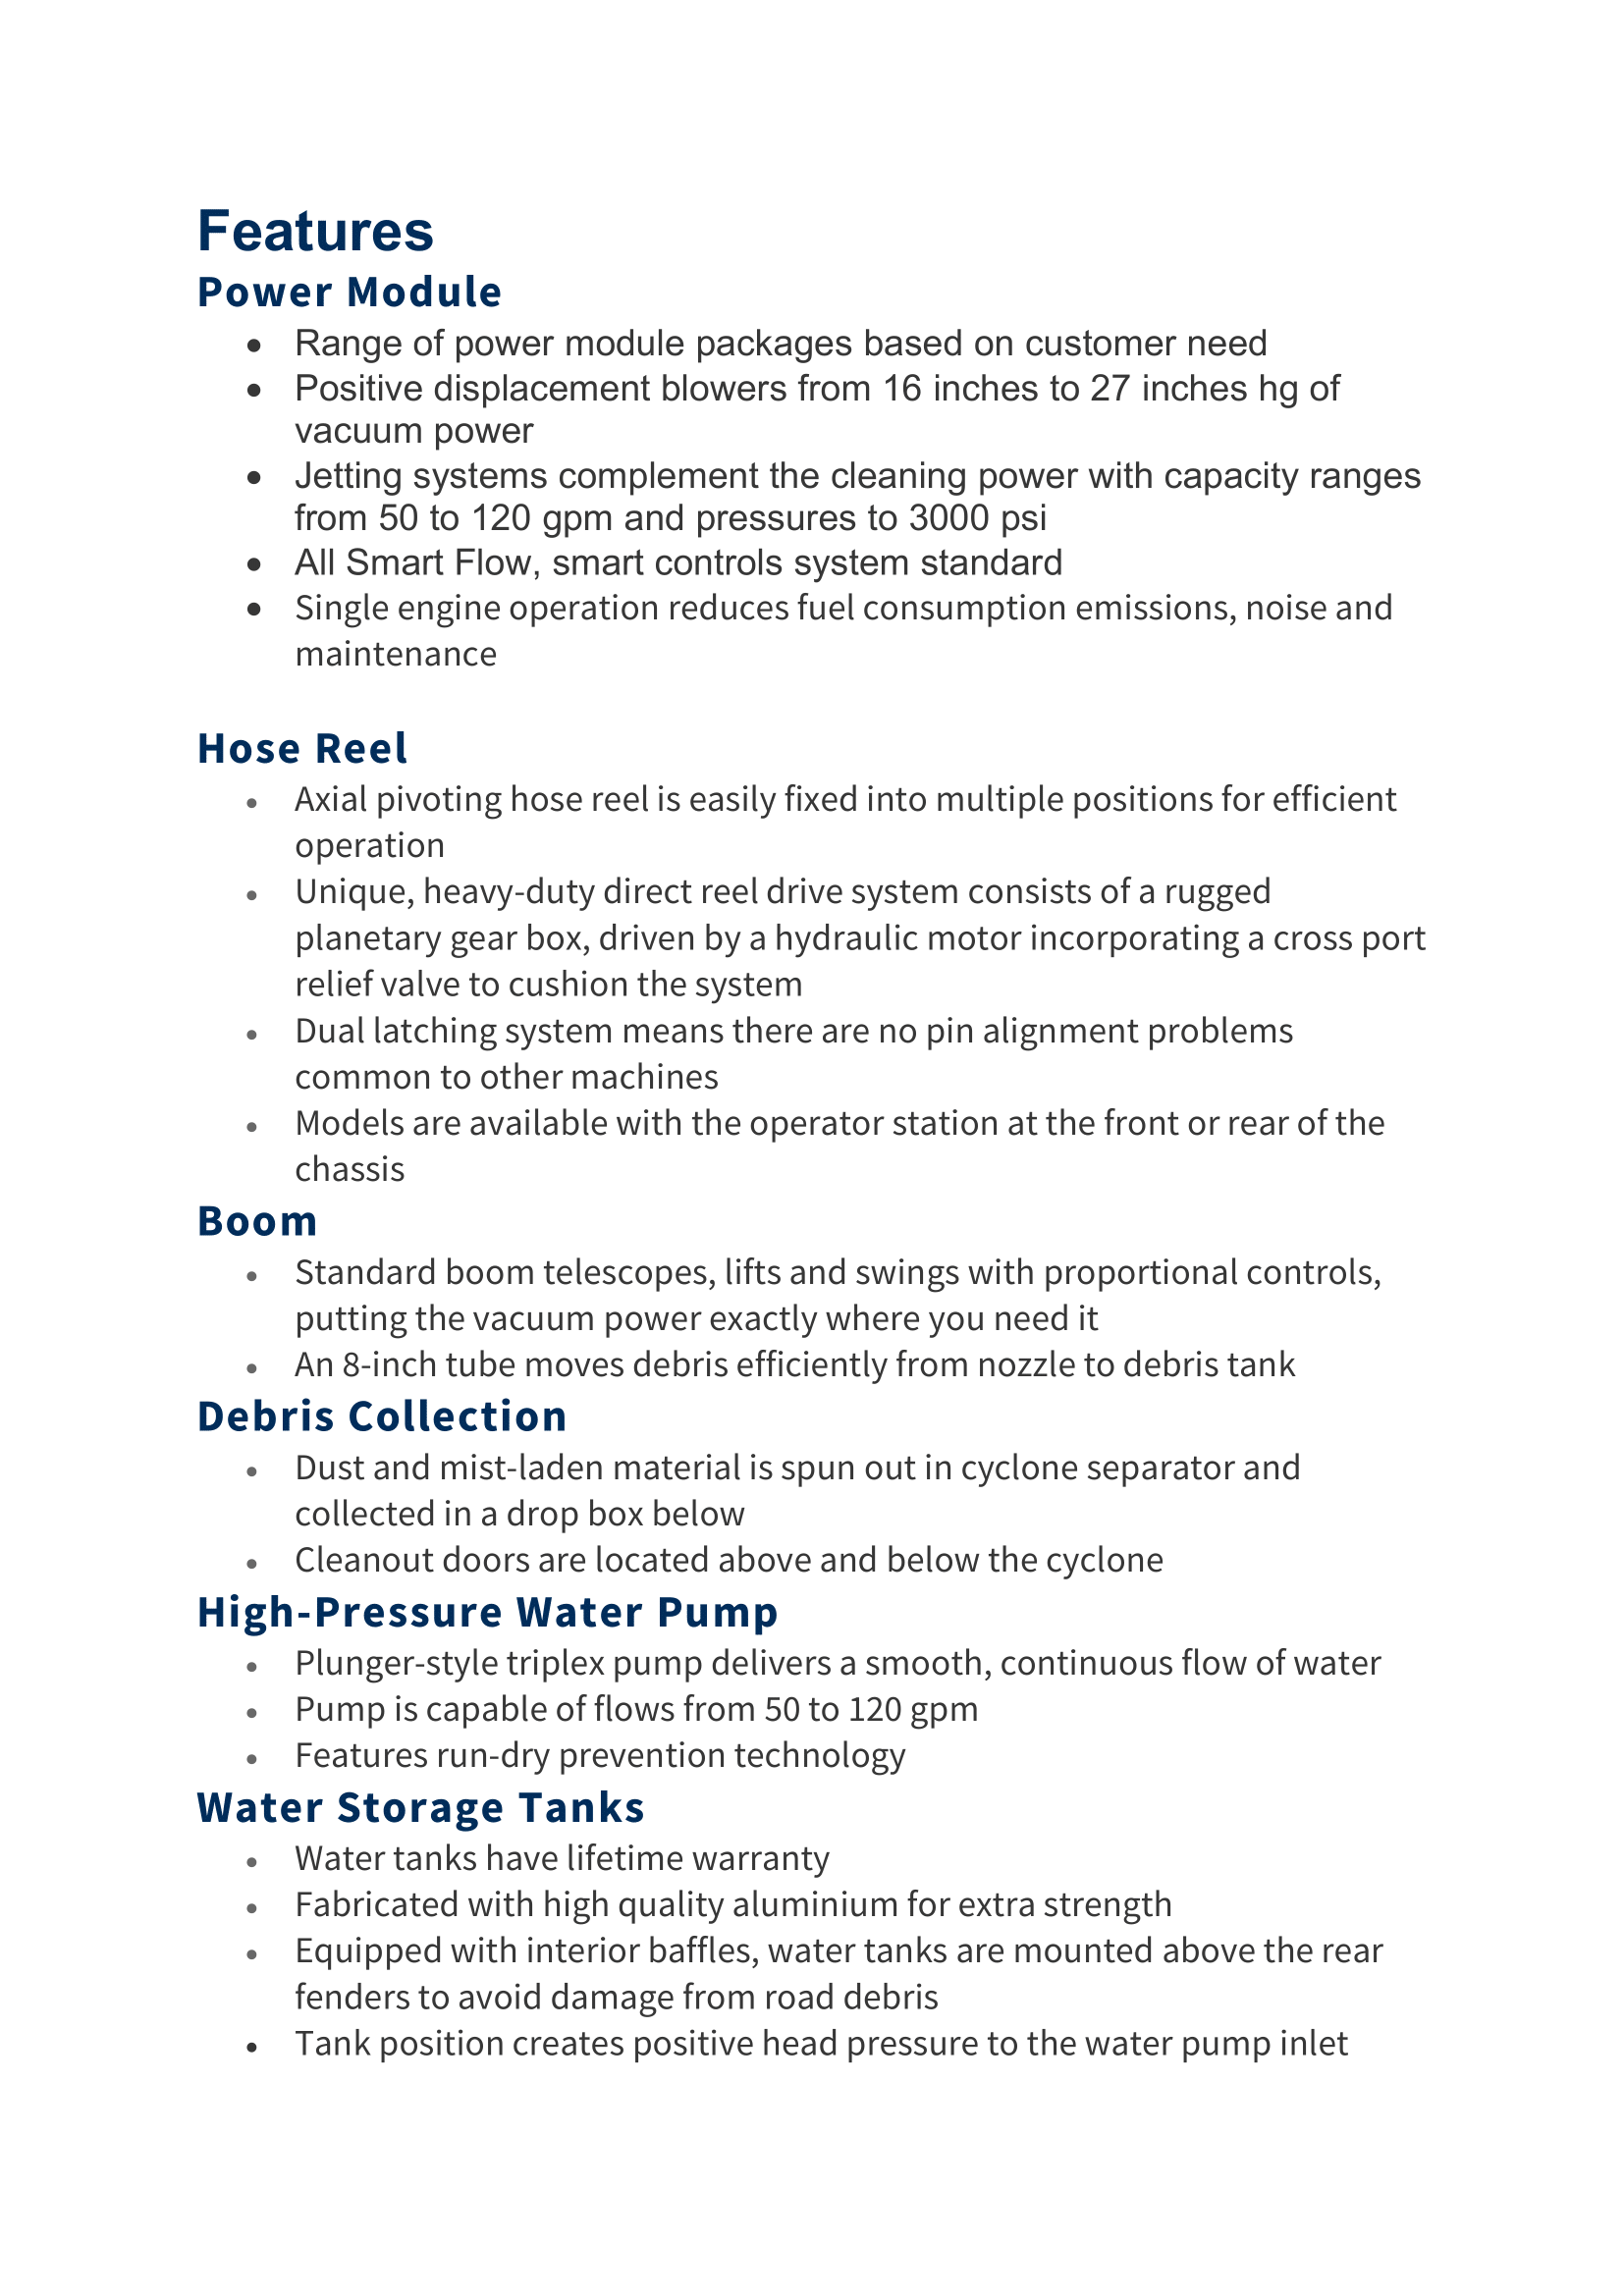 Features
Power Module
• Range of power module packages based on customer need
• Positive displacement blowers from 16 inches to 27 inches hg of
vacuum power
• Jetting systems complement the cleaning power with capacity ranges
from 50 to 120 gpm and pressures to 3000 psi
• All Smart Flow, smart controls system standard
• Single engine operation reduces fuel consumption emissions, noise and
maintenance
Hose Reel
• Axial pivoting hose reel is easily fixed into multiple positions for efficient
operation
• Unique, heavy-duty direct reel drive system consists of a rugged
planetary gear box, driven by a hydraulic motor incorporating a cross port
relief valve to cushion the system
• Dual latching system means there are no pin alignment problems
common to other machines
• Models are available with the operator station at the front or rear of the
chassis
Boom
• Standard boom telescopes, lifts and swings with proportional controls,
putting the vacuum power exactly where you need it
• An 8-inch tube moves debris efficiently from nozzle to debris tank
Debris Collection
• Dust and mist-laden material is spun out in cyclone separator and
collected in a drop box below
• Cleanout doors are located above and below the cyclone
High-Pressure Water Pump
• Plunger-style triplex pump delivers a smooth, continuous flow of water
• Pump is capable of flows from 50 to 120 gpm
• Features run-dry prevention technology
Water Storage Tanks
• Water tanks have lifetime warranty
• Fabricated with high quality aluminium for extra strength
• Equipped with interior baffles, water tanks are mounted above the rear
fenders to avoid damage from road debris
• Tank position creates positive head pressure to the water pump inlet